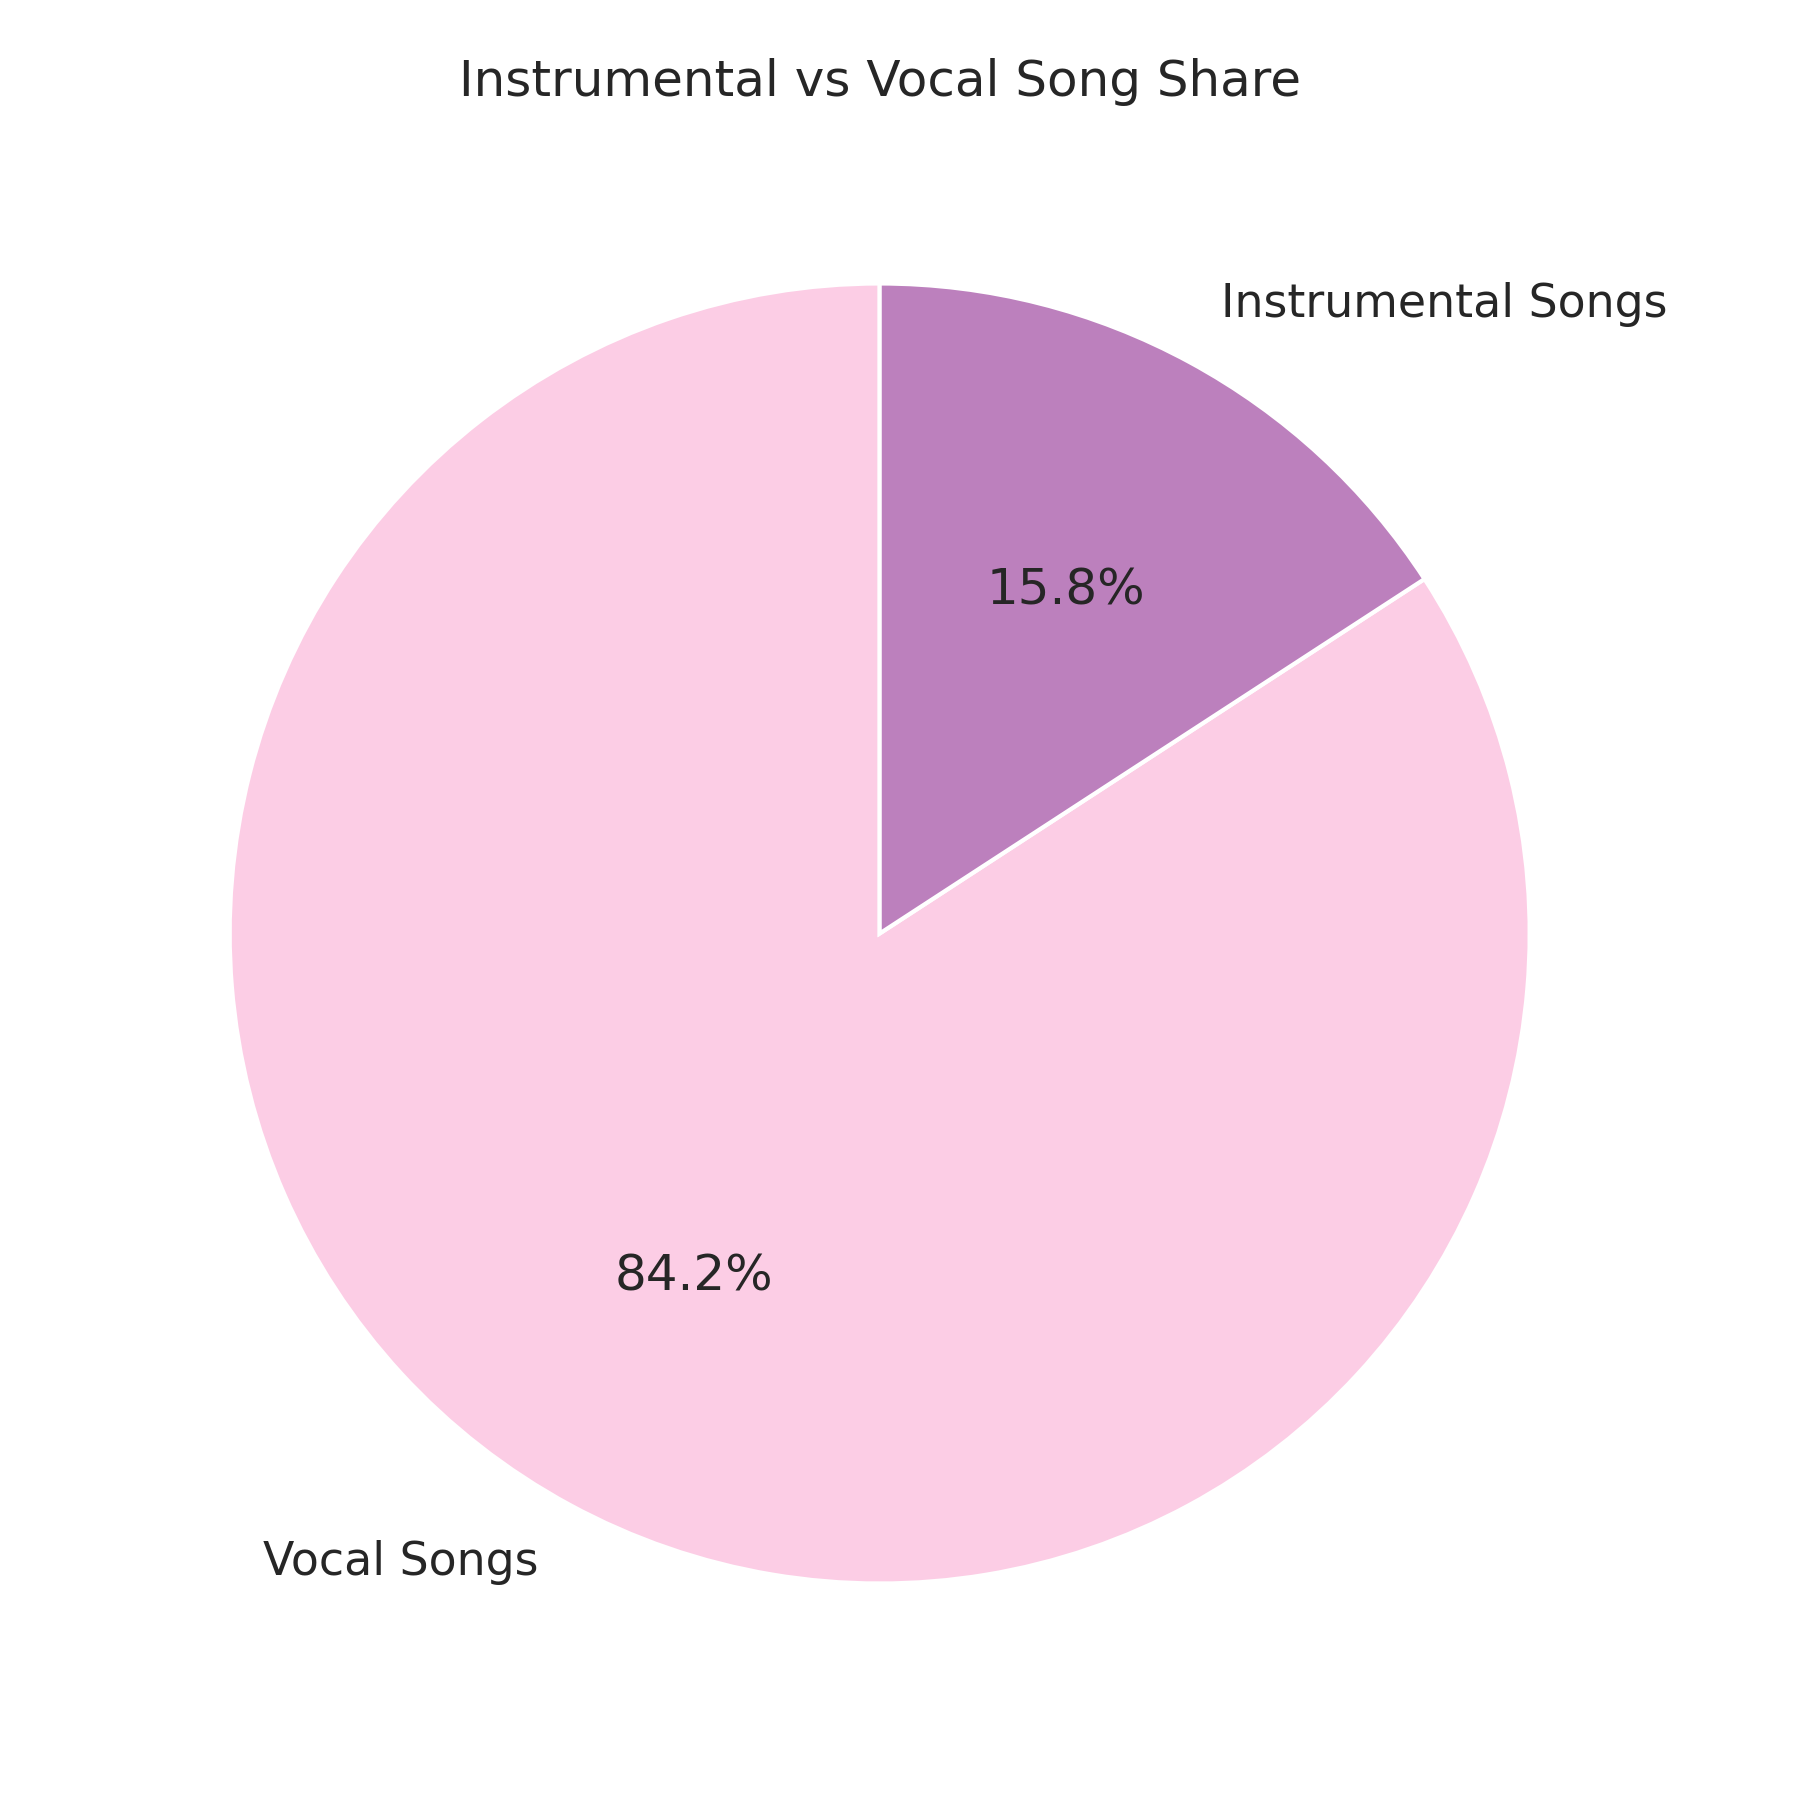 Instrumental vs Vocal Song Share
Instrumental Songs
15.8%
84.2%
Vocal Songs